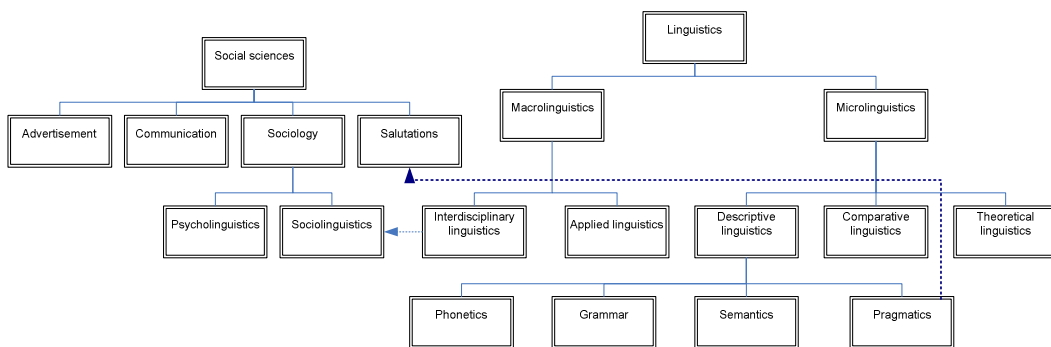 Linguistics
Social sciences
Macrolinguistics
Microlinguistics
Advertisement
Communication
Sociology
Salutations
Psycholinguistics
Sociolinguistics
Interdisciplinary
linguistics
Applied linguistics
Descriptive
linguistics
Comparative
linguistics
Theoretical
linguistics
Phonetics
Grammar
Semantics
Pragmatics